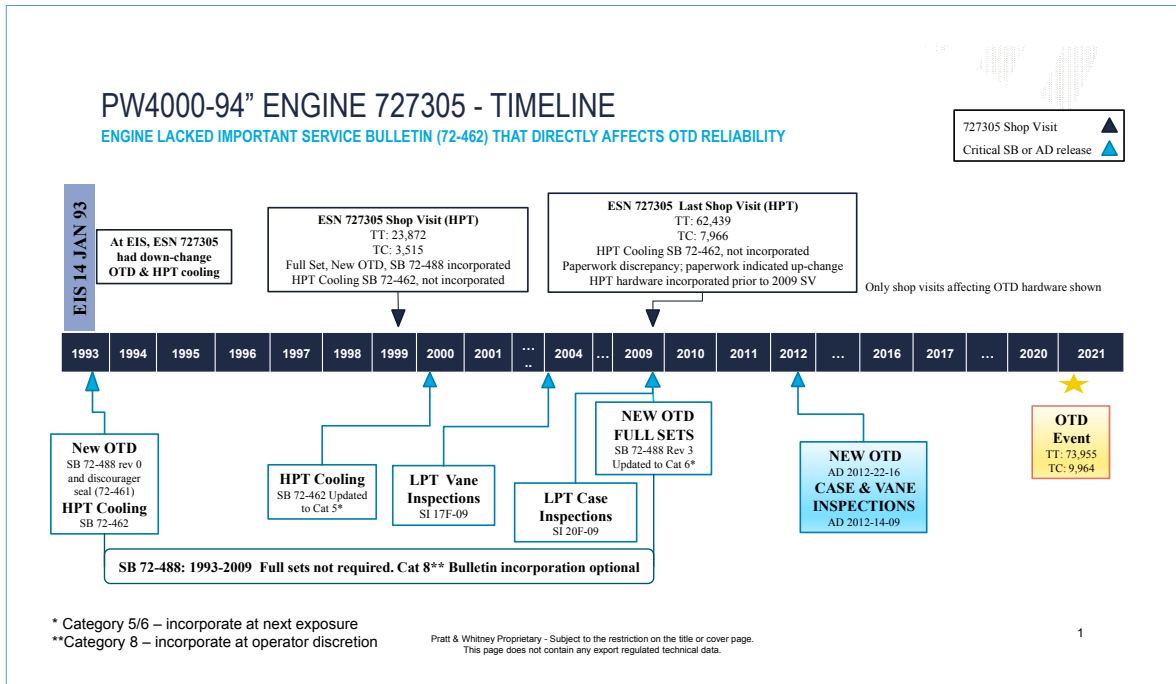 PW4000-94” ENGINE 727305 - TIMELINE
ENGINE LACKED IMPORTANT SERVICE BULLETIN (72-462) THAT DIRECTLY AFFECTS OTD RELIABILITY
727305 Shop Visit
Critical SB or AD release
EIS 14 JAN 93
At EIS, ESN 727305
had down-change
OTD & HPT cooling
ESN 727305 Shop Visit (HPT)
TT: 23,872
TC: 3,515
Full Set, New OTD, SB 72-488 incorporated
HPT Cooling SB 72-462, not incorporated
ESN 727305 Last Shop Visit (HPT)
TT: 62,439
TC: 7,966
HPT Cooling SB 72-462, not incorporated
Paperwork discrepancy; paperwork indicated up-change
HPT hardware incorporated prior to 2009 SV
Only shop visits affecting OTD hardware shown
1993 1994 1995 1996 1997 1998 1999 2000 2001 ... .. 2004 ... 2009 2010 2011 2012 ... 2016 2017 ... 2020 2021
New OTD
SB 72-488 rev 0
and discourager
seal (72-461)
HPT Cooling
SB 72-462
HPT Cooling
SB 72-462 Updated
to Cat 5*
LPT Vane
Inspections
SI 17F-09
LPT Case
Inspections
SI 20F-09
NEW OTD
FULL SETS
SB 72-488 Rev 3
Updated to Cat 6*
NEW OTD
AD 2012-22-16
CASE & VANE
INSPECTIONS
AD 2012-14-09
OTD
Event
TT: 73,955
TC: 9,964
SB 72-488: 1993-2009 Full sets not required. Cat 8** Bulletin incorporation optional
* Category 5/6 – incorporate at next exposure
**Category 8 – incorporate at operator discretion
Pratt & Whitney Proprietary - Subject to the restriction on the title or cover page.
This page does not contain any export regulated technical data.
1